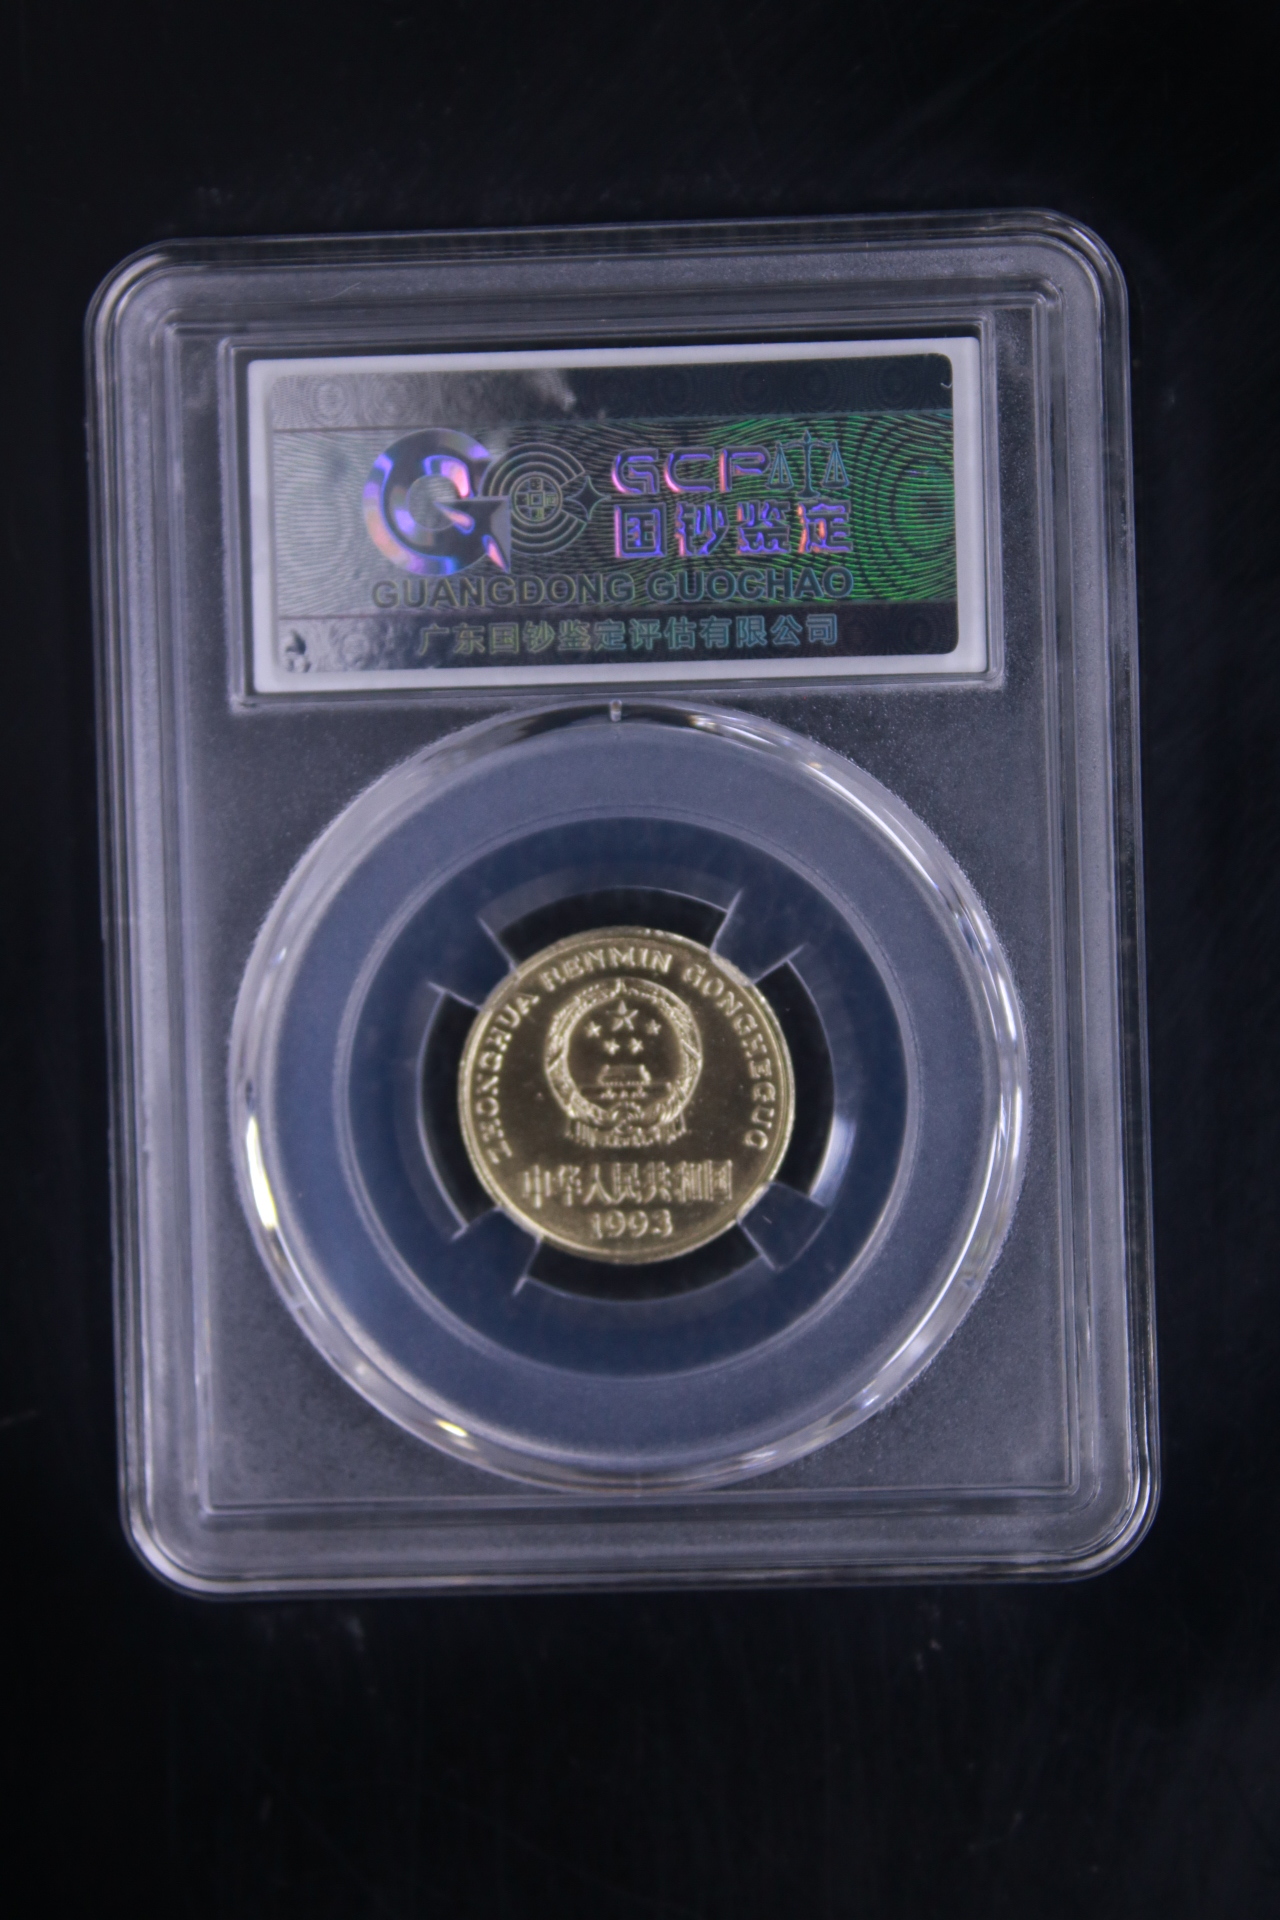 GCP
国钞鉴定
GUANGDONG GUOCHAO
广东国钞鉴定评估有限公司
ZHONGHUA RENMIN GONGHEGUO
中华人民共和国
1993